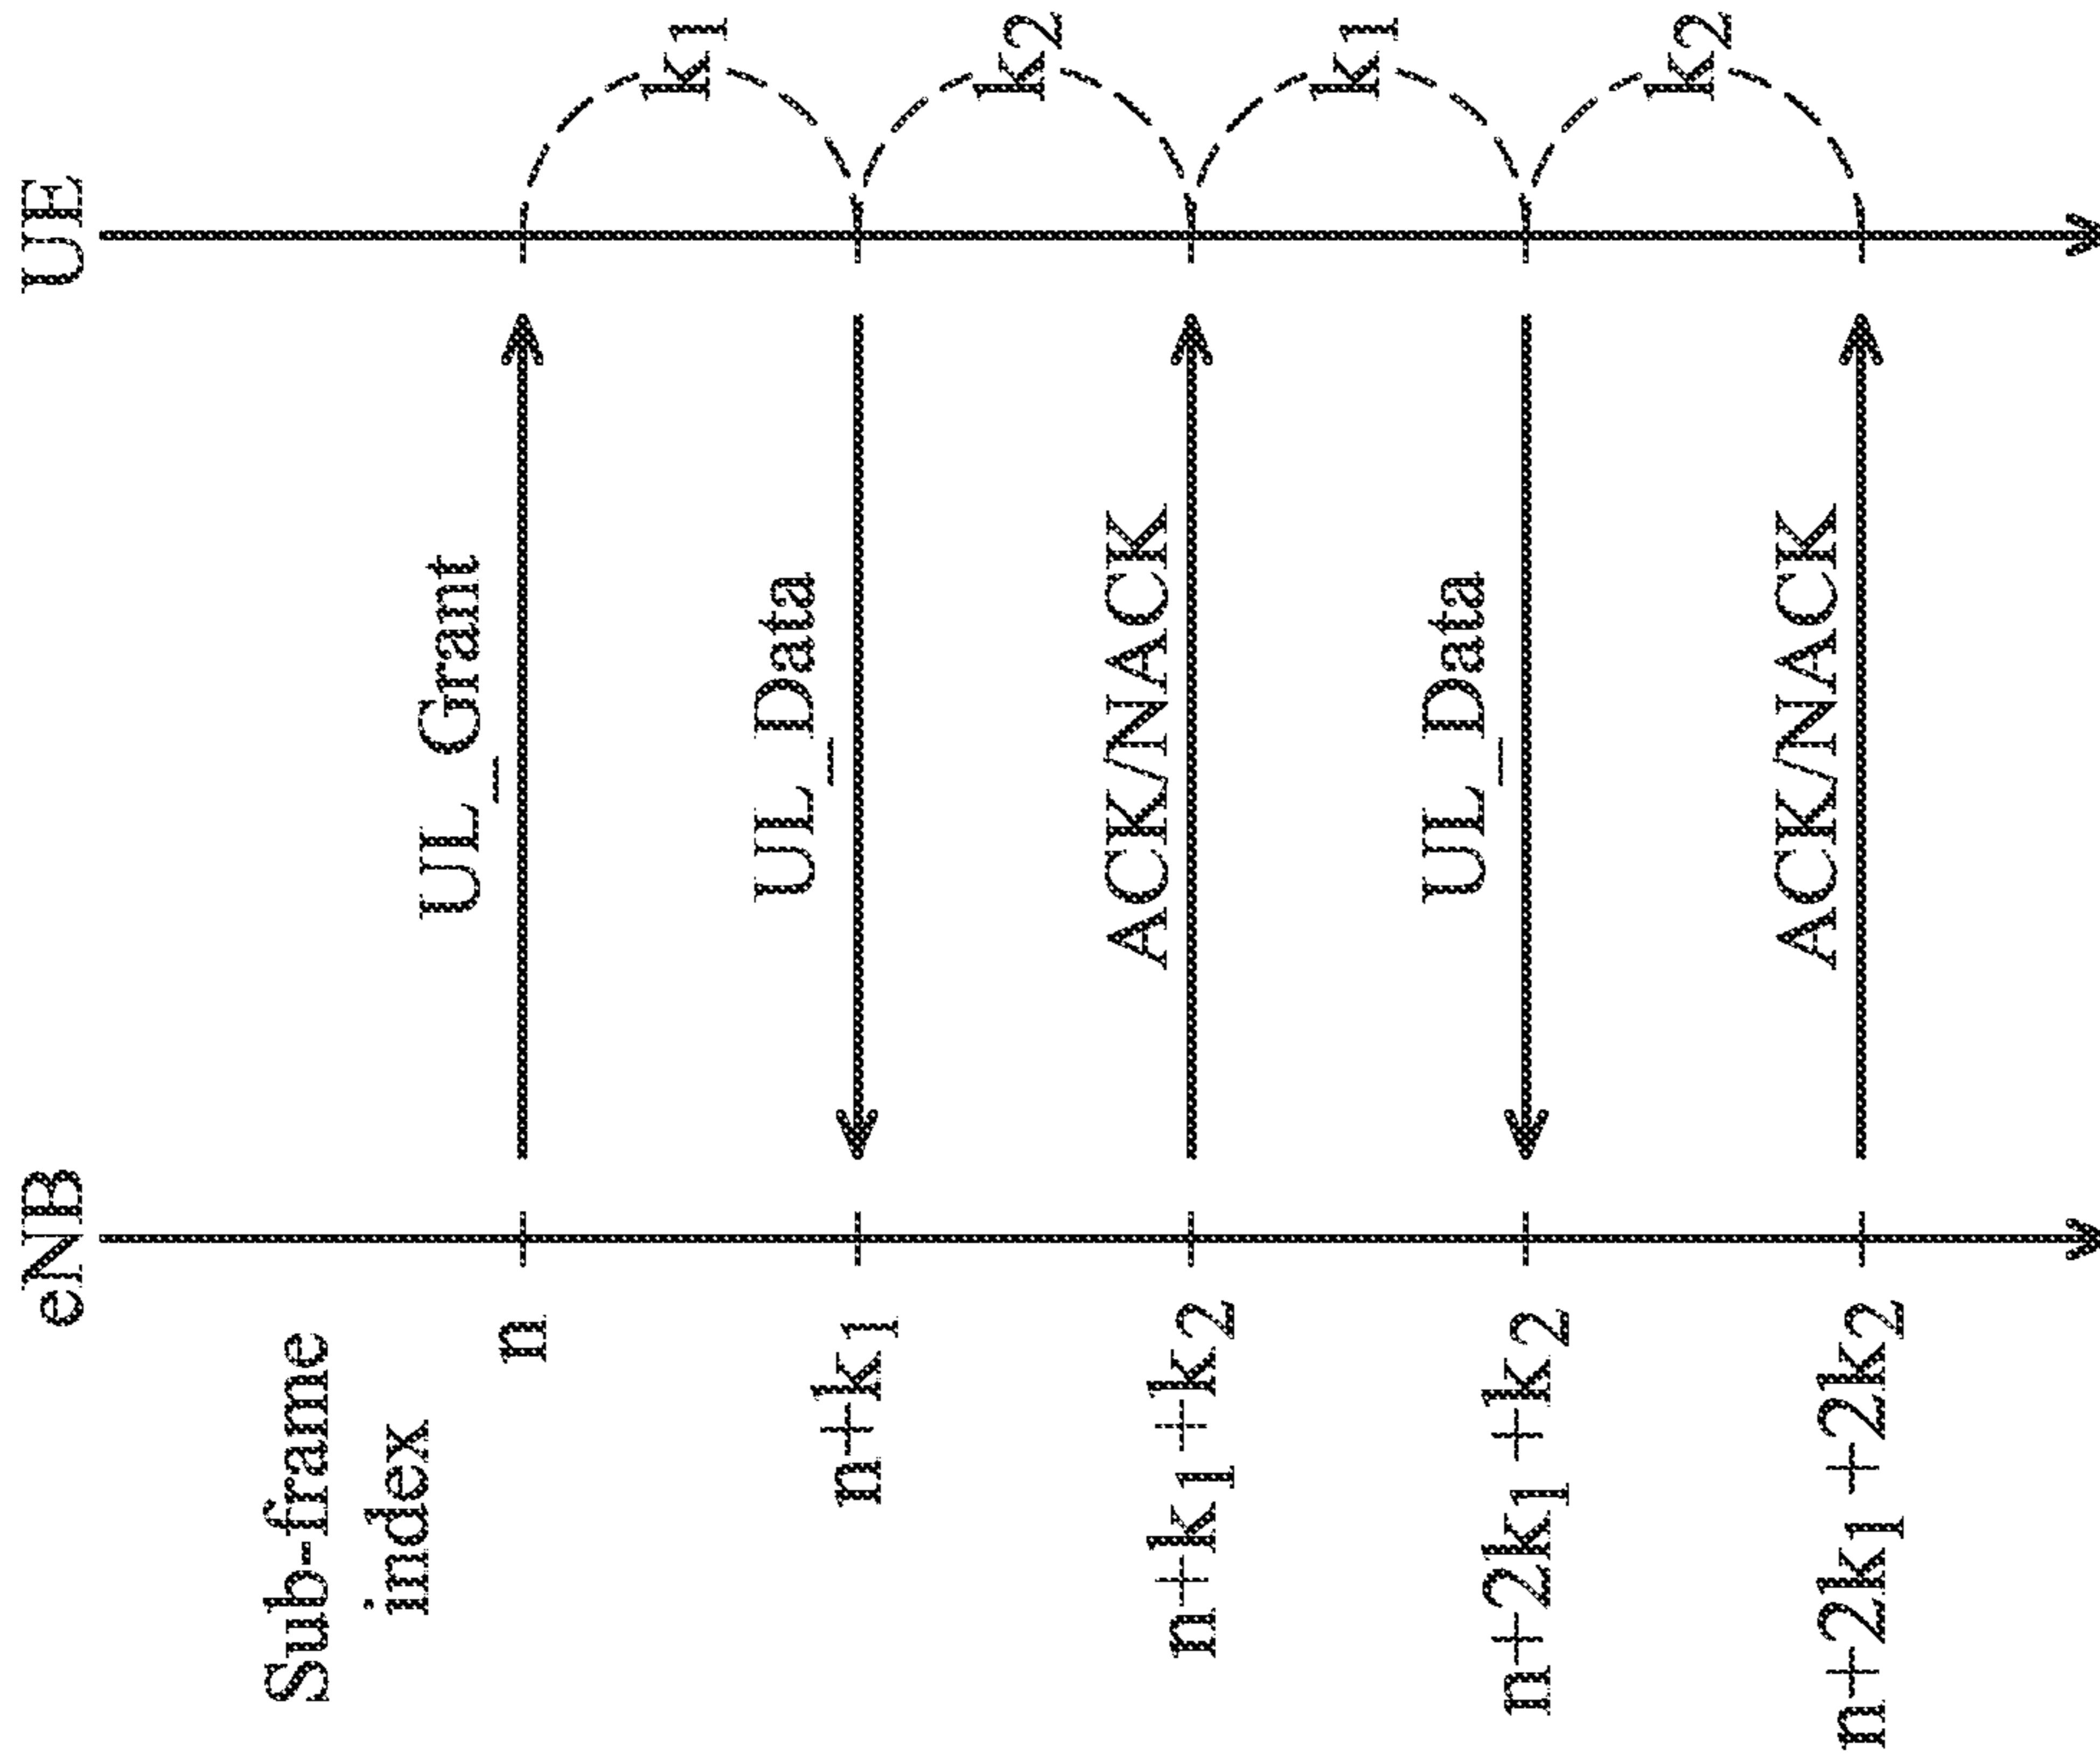 eNB
UE
Sub-frame
index
UL_Grant
n
k1
UL_Data
n+k1
k2
ACK/NACK
n+k1+k2
k1
UL_Data
n+2k1+k2
k2
ACK/NACK
n+2k1+2k2